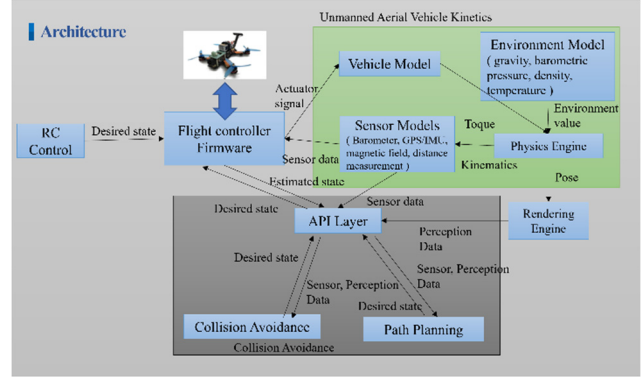 Unmanned Aerial Vehicle Kinetics
Architecture
Environment Model
( gravity, barometric
pressure, density,
temperature )
Vehicle Model
Actuator
signal
Environment
value
RC
Control
Desired state
Flight controller
Firmware
Sensor Models
( Barometer, GPS/IMU,
magnetic field, distance
measurement )
Toque
Physics Engine
Sensor data
Kinematics
Estimated state
Pose
Desired state
Sensor data
API Layer
Rendering
Engine
Perception
Data
Desired state
Sensor, Perception
Data
Sensor, Perception
Data
Desired state
Collision Avoidance
Path Planning
Collision Avoidance